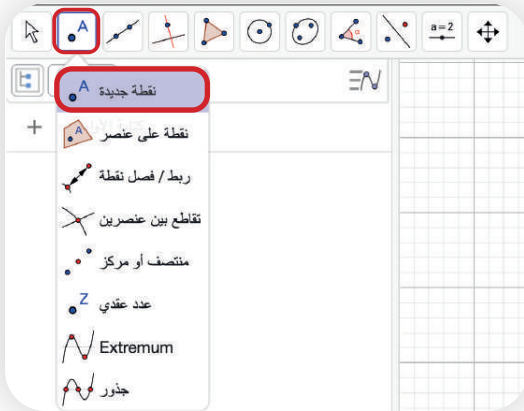 A
a=2
نقطة جديدة
A
نقطة على عنصر
A
ربط / فصل نقطة
تقاطع بين عنصرين
منتصف أو مركز
عدد عقدي
Z
Extremum
جذور